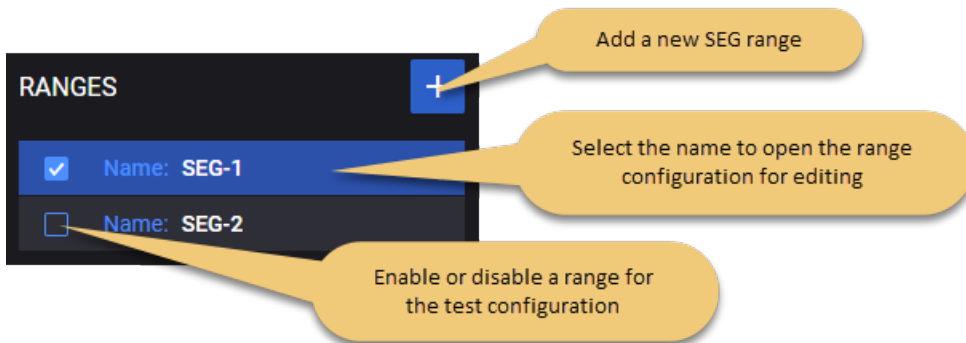 Add a new SEG range
RANGES
+
Select the name to open the range
configuration for editing
Name: SEG-1
Name: SEG-2
Enable or disable a range for
the test configuration